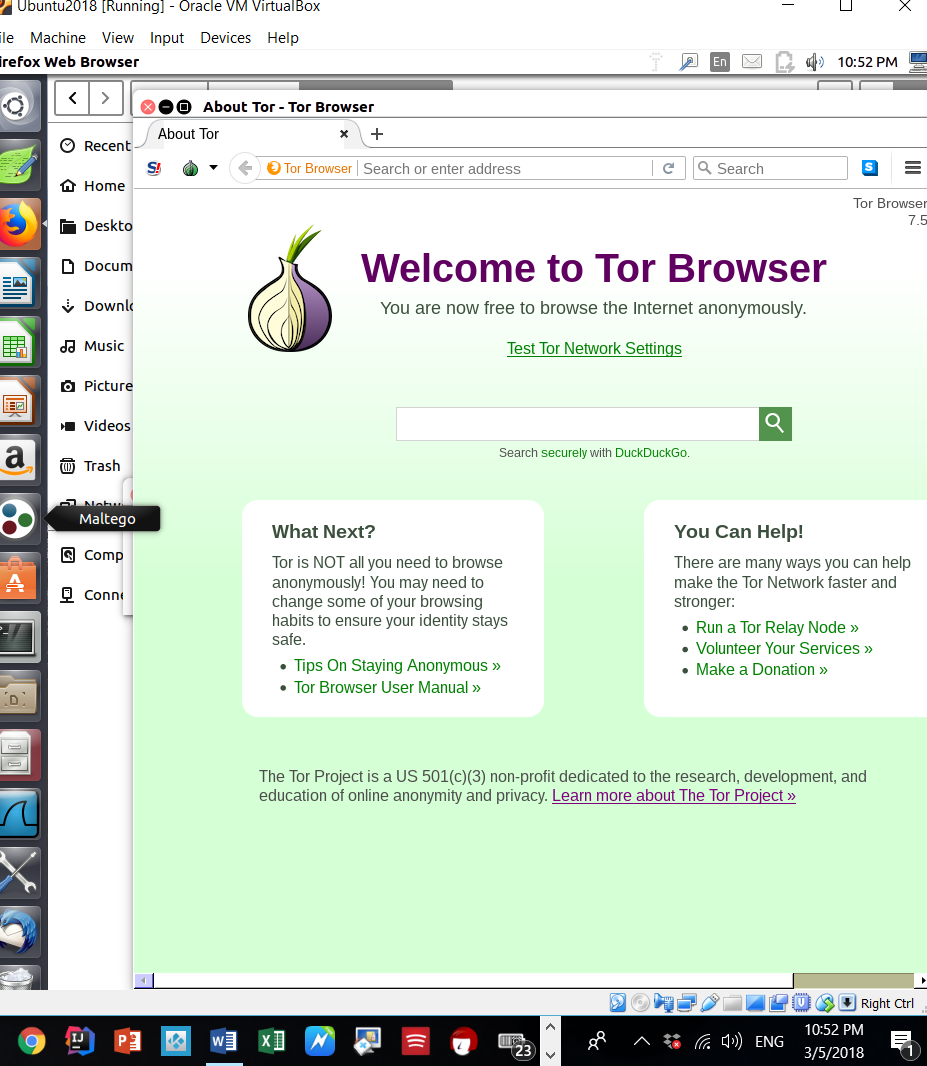 Ubuntu2018 [Running] - Oracle VM VirtualBox
ile Machine View Input Devices Help
irefox Web Browser
En
10:52 PM
About Tor - Tor Browser
About Tor
Tor Browser
Search or enter address
Search
Recent
Home
Deskto
Docum
Downlo
Music
Picture
Videos
Trash
Netw
Maltego
Comp
Conne
Tor Browser
7.5
Welcome to Tor Browser
You are now free to browse the Internet anonymously.
Test Tor Network Settings
Search securely with DuckDuckGo.
What Next?
Tor is NOT all you need to browse
anonymously! You may need to
change some of your browsing
habits to ensure your identity stays
safe.
• Tips On Staying Anonymous »
• Tor Browser User Manual »
You Can Help!
There are many ways you can help
make the Tor Network faster and
stronger:
• Run a Tor Relay Node »
• Volunteer Your Services »
• Make a Donation »
The Tor Project is a US 501(c)(3) non-profit dedicated to the research, development, and
education of online anonymity and privacy. Learn more about The Tor Project »
Right Ctrl
23
ENG
10:52 PM
3/5/2018
1